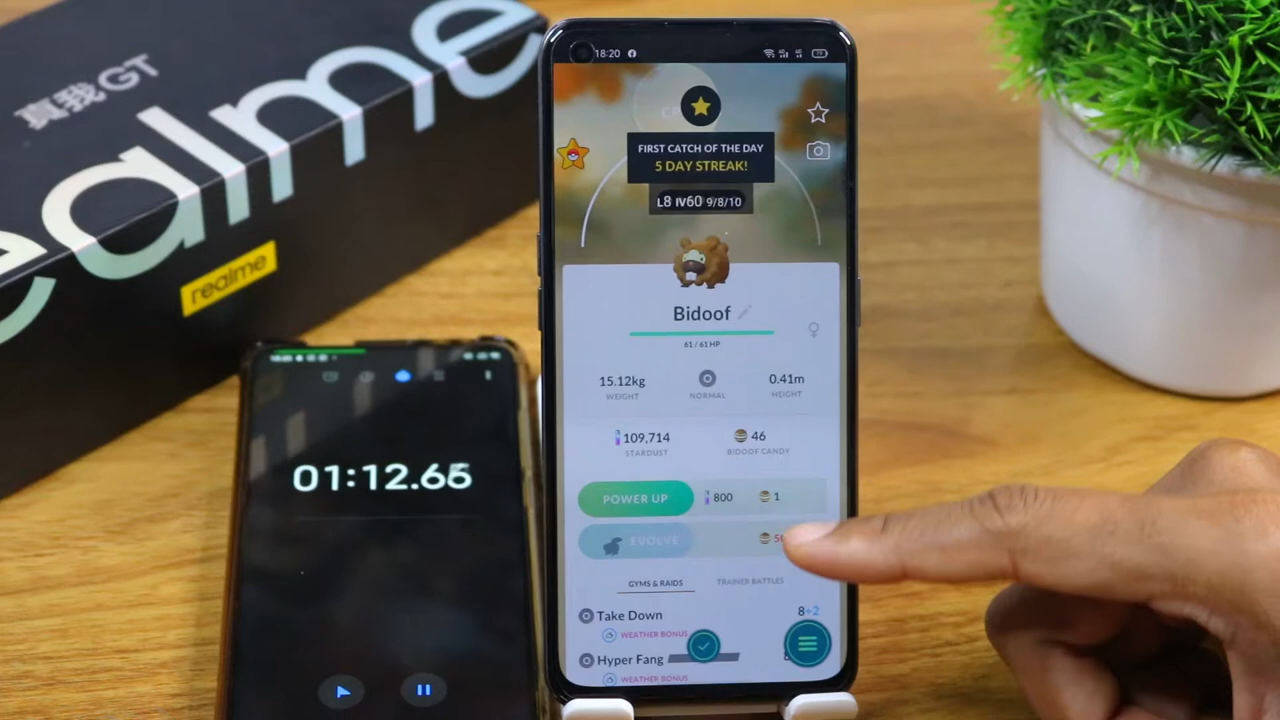 真我GT
ealme
realme
18:20
79
FIRST CATCH OF THE DAY
5 DAY STREAK!
L8 IV60 9/8/10
Bidoof
61 / 61 HP
15.12kg
WEIGHT
NORMAL
0.41m
HEIGHT
109,714
STARDUST
46
BIDOOF CANDY
POWER UP
800
1
EVOLVE
GYMS & RAIDS
TRAINER BATTLES
Take Down
8+2
WEATHER BONUS
Hyper Fang
WEATHER BONUS
01:12.65